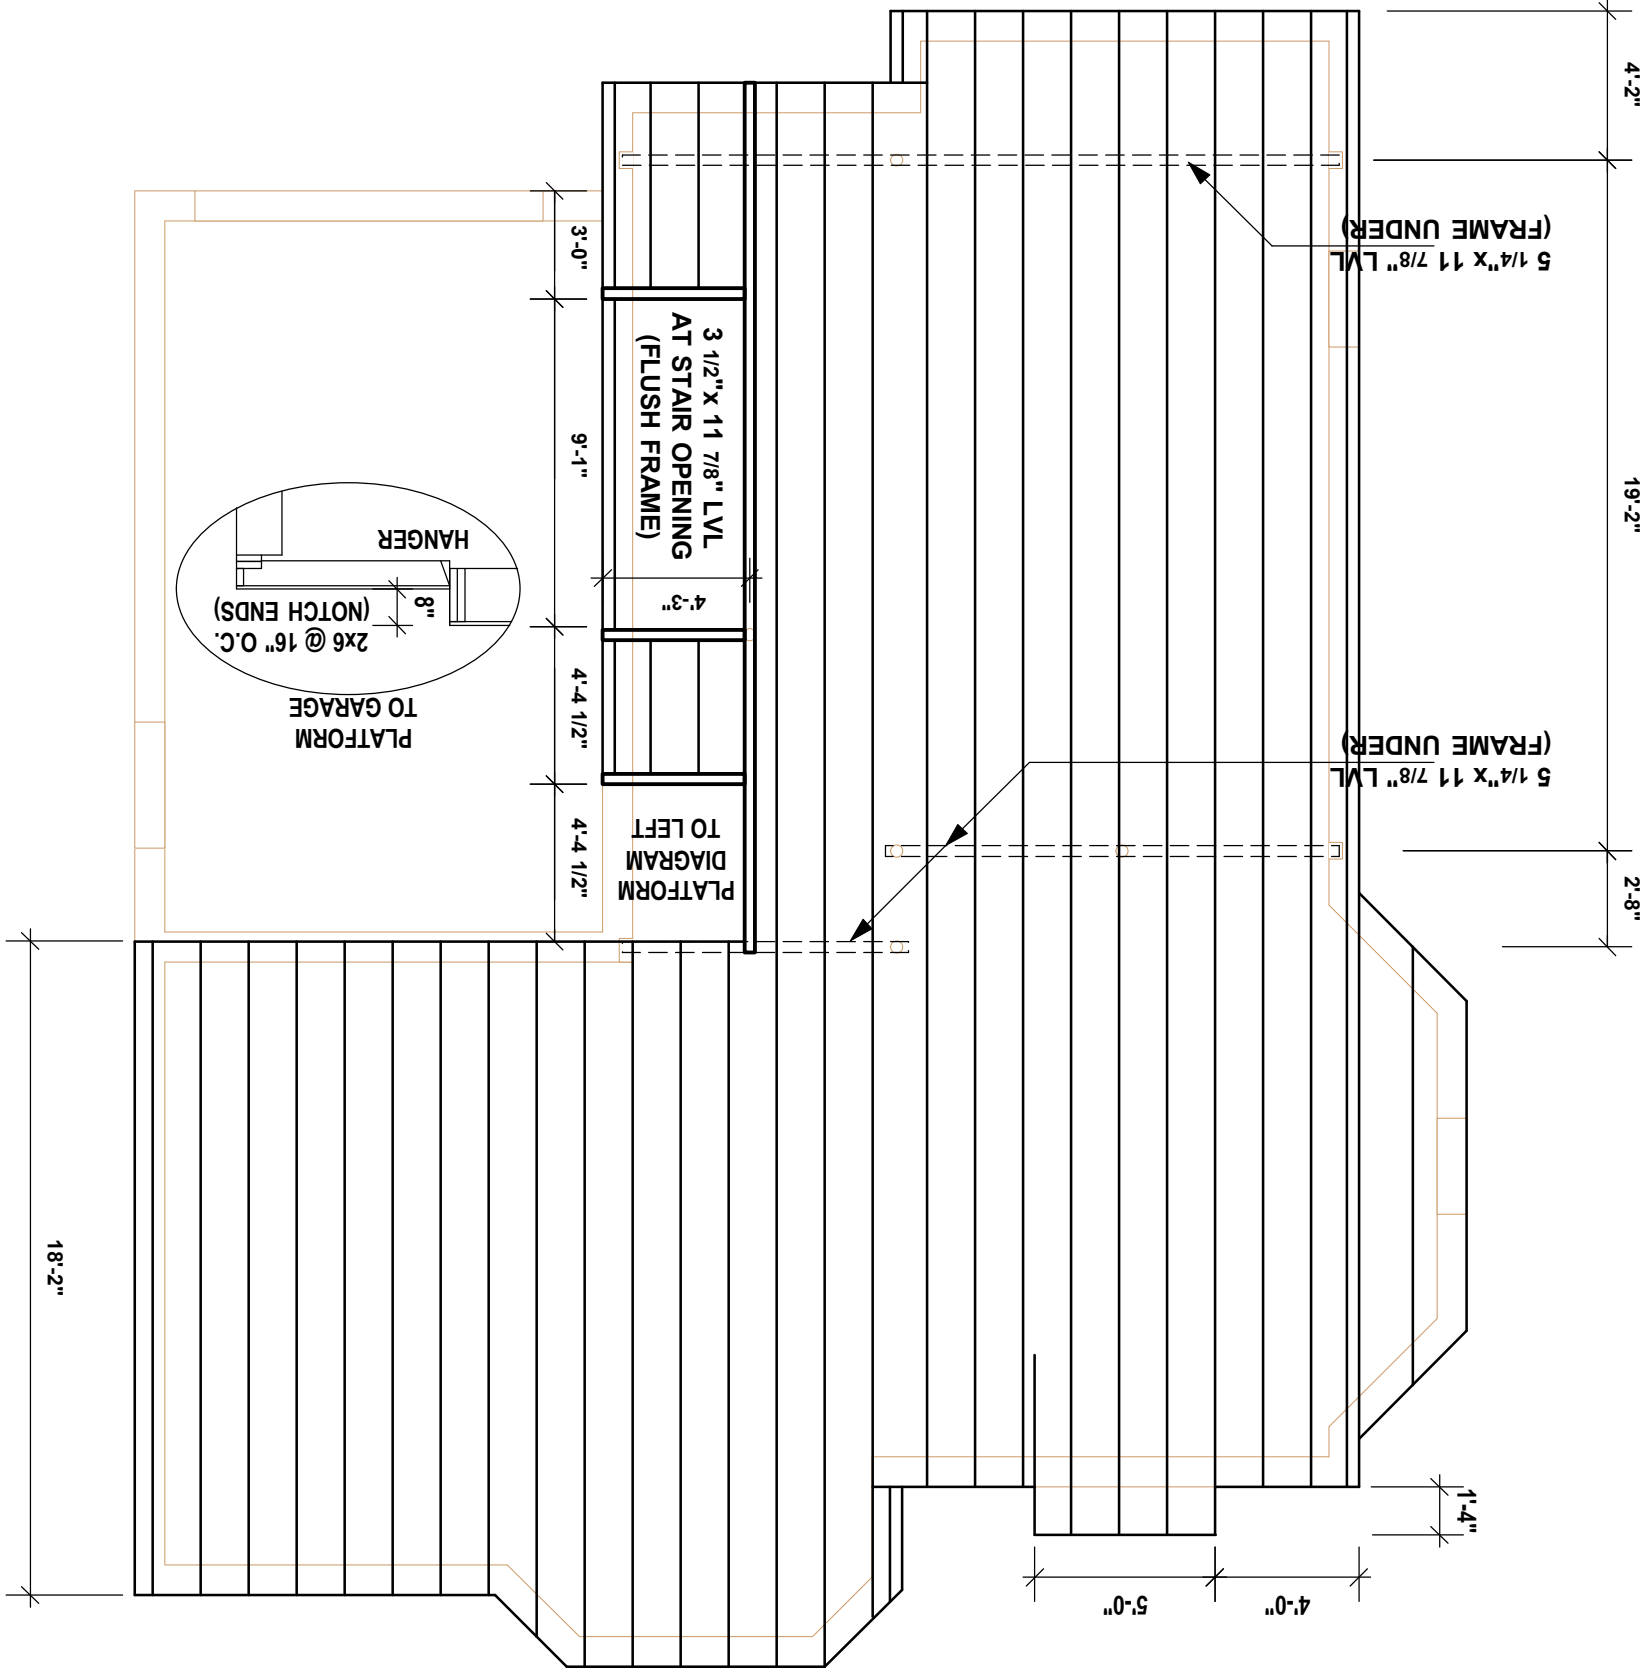 4'-2"
19'-2"
2'-8"
5 1/4"x 11 7/8" LVL
(FRAME UNDER)
5 1/4"x 11 7/8" LVL
(FRAME UNDER)
3'-0"
9'-1"
4'-4 1/2"
4'-4 1/2"
3 1/2"x 11 7/8" LVL
AT STAIR OPENING
(FLUSH FRAME)
4'-3"
PLATFORM
DIAGRAM
TO LEFT
PLATFORM
TO GARAGE
2x6 @ 16" O.C.
(NOTCH ENDS)
8"
HANGER
18'-2"
1'-4"
5'-0"
4'-0"